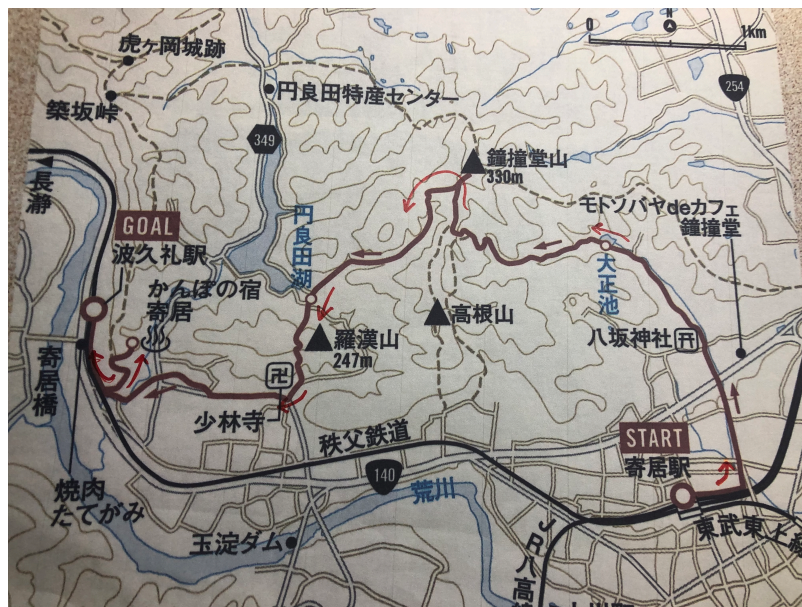 虎ヶ岡城跡
築坂峠
円良田特産センター
0
N
1km
254
349
長瀞
鐘撞堂山
330m
モトソバヤdeカフェ
鐘撞堂
GOAL
波久礼駅
かんぽの宿
寄居
円良田湖
大正池
高根山
羅漢山
247m
八坂神社
寄居橋
卍
少林寺
秩父鉄道
START
寄居駅
140
荒川
焼肉
たてがみ
玉淀ダム
JR八高
東武東上線